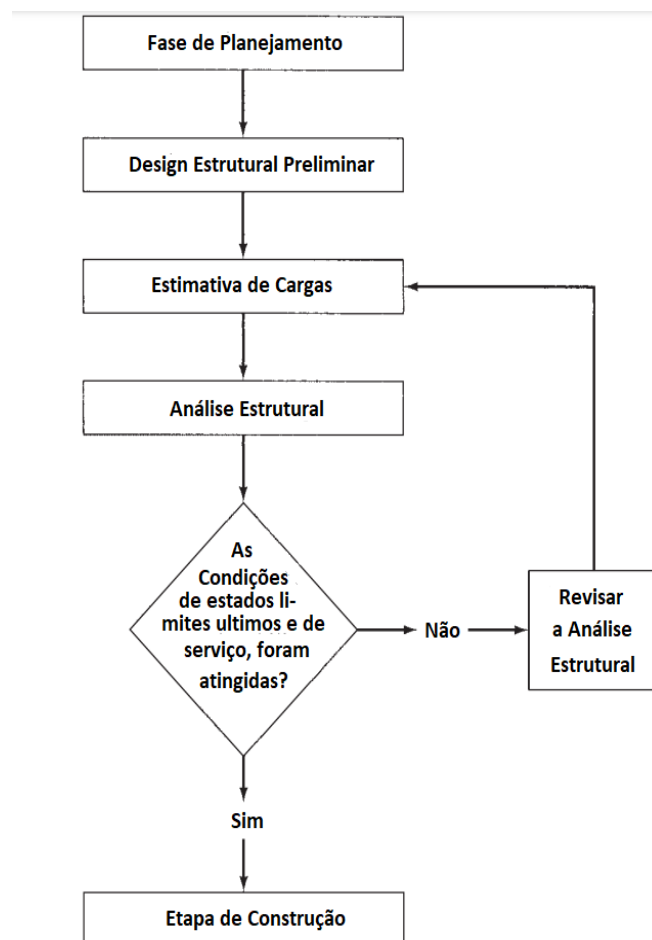 Fase de Planejamento
Design Estrutural Preliminar
Estimativa de Cargas
Análise Estrutural
As
Condições
de estados li-
mites ultimos e de
serviço, foram
atingidas?
Não
Revisar
a Análise
Estrutural
Sim
Etapa de Construção